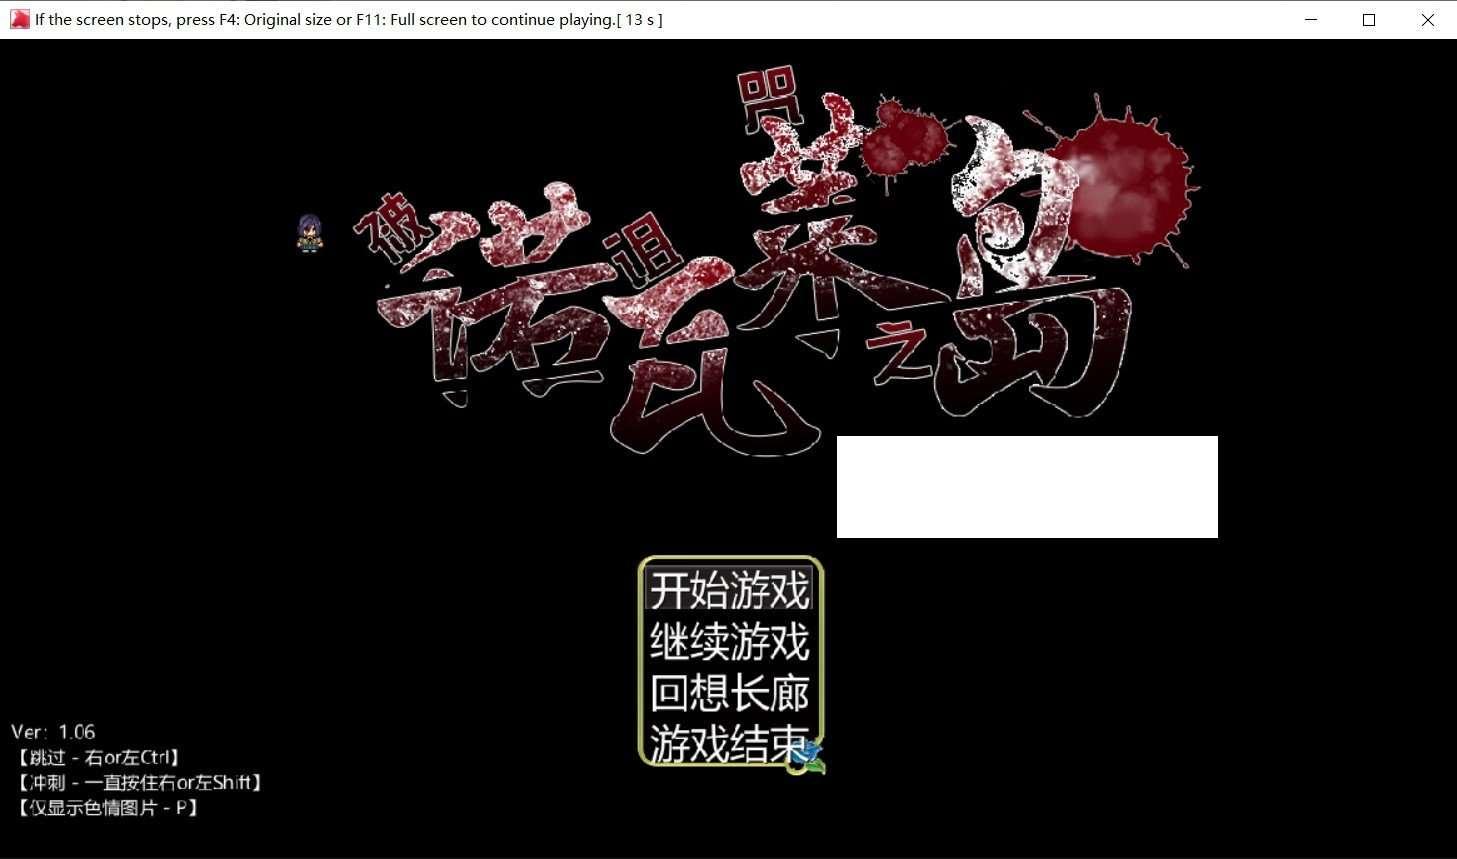 If the screen stops, press F4: Original size or F11: Full screen to continue playing.[ 13 s ]
破诺诅瓦咒莱之岛
开始游戏
继续游戏
回想长廊
游戏结束
Ver: 1.06
【跳过 - 右or左Ctrl】
【冲刺 - 一直按住右or左Shift】
【仅显示色情图片 - P】